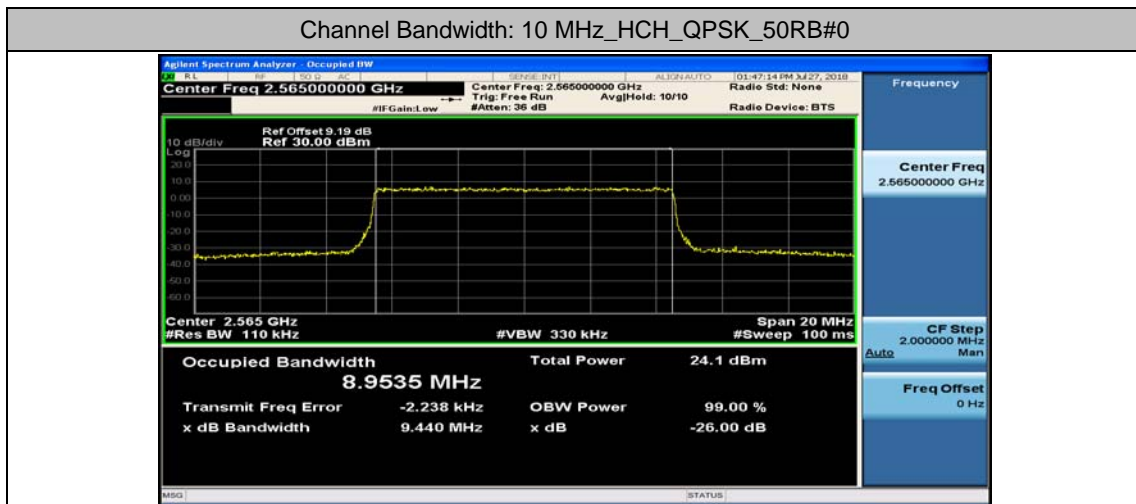 Channel Bandwidth: 10 MHz_HCH_QPSK_50RB#0
Agilent Spectrum Analyzer - Occupied BW
RL RF 50 Ω AC SENSE:INT ALIGNAUTO 01:47:14 PM Jul 27, 2018
Center Freq 2.565000000 GHz
Center Freq: 2.565000000 GHz
Radio Std: None
Trig: Free Run Avg|Hold: 10/10
#IFGain:Low #Atten: 36 dB Radio Device: BTS
Ref Offset 9.19 dB
10 dB/div Ref 30.00 dBm
Log
20.0
10.0
0.00
-10.0
-20.0
-30.0
-40.0
-50.0
-60.0
Center 2.565 GHz Span 20 MHz
#Res BW 110 kHz #VBW 330 kHz #Sweep 100 ms
Occupied Bandwidth Total Power 24.1 dBm
8.9535 MHz
Transmit Freq Error -2.238 kHz OBW Power 99.00 %
x dB Bandwidth 9.440 MHz x dB -26.00 dB
Frequency
Center Freq
2.565000000 GHz
CF Step
2.000000 MHz
Auto Man
Freq Offset
0 Hz
MSG STATUS